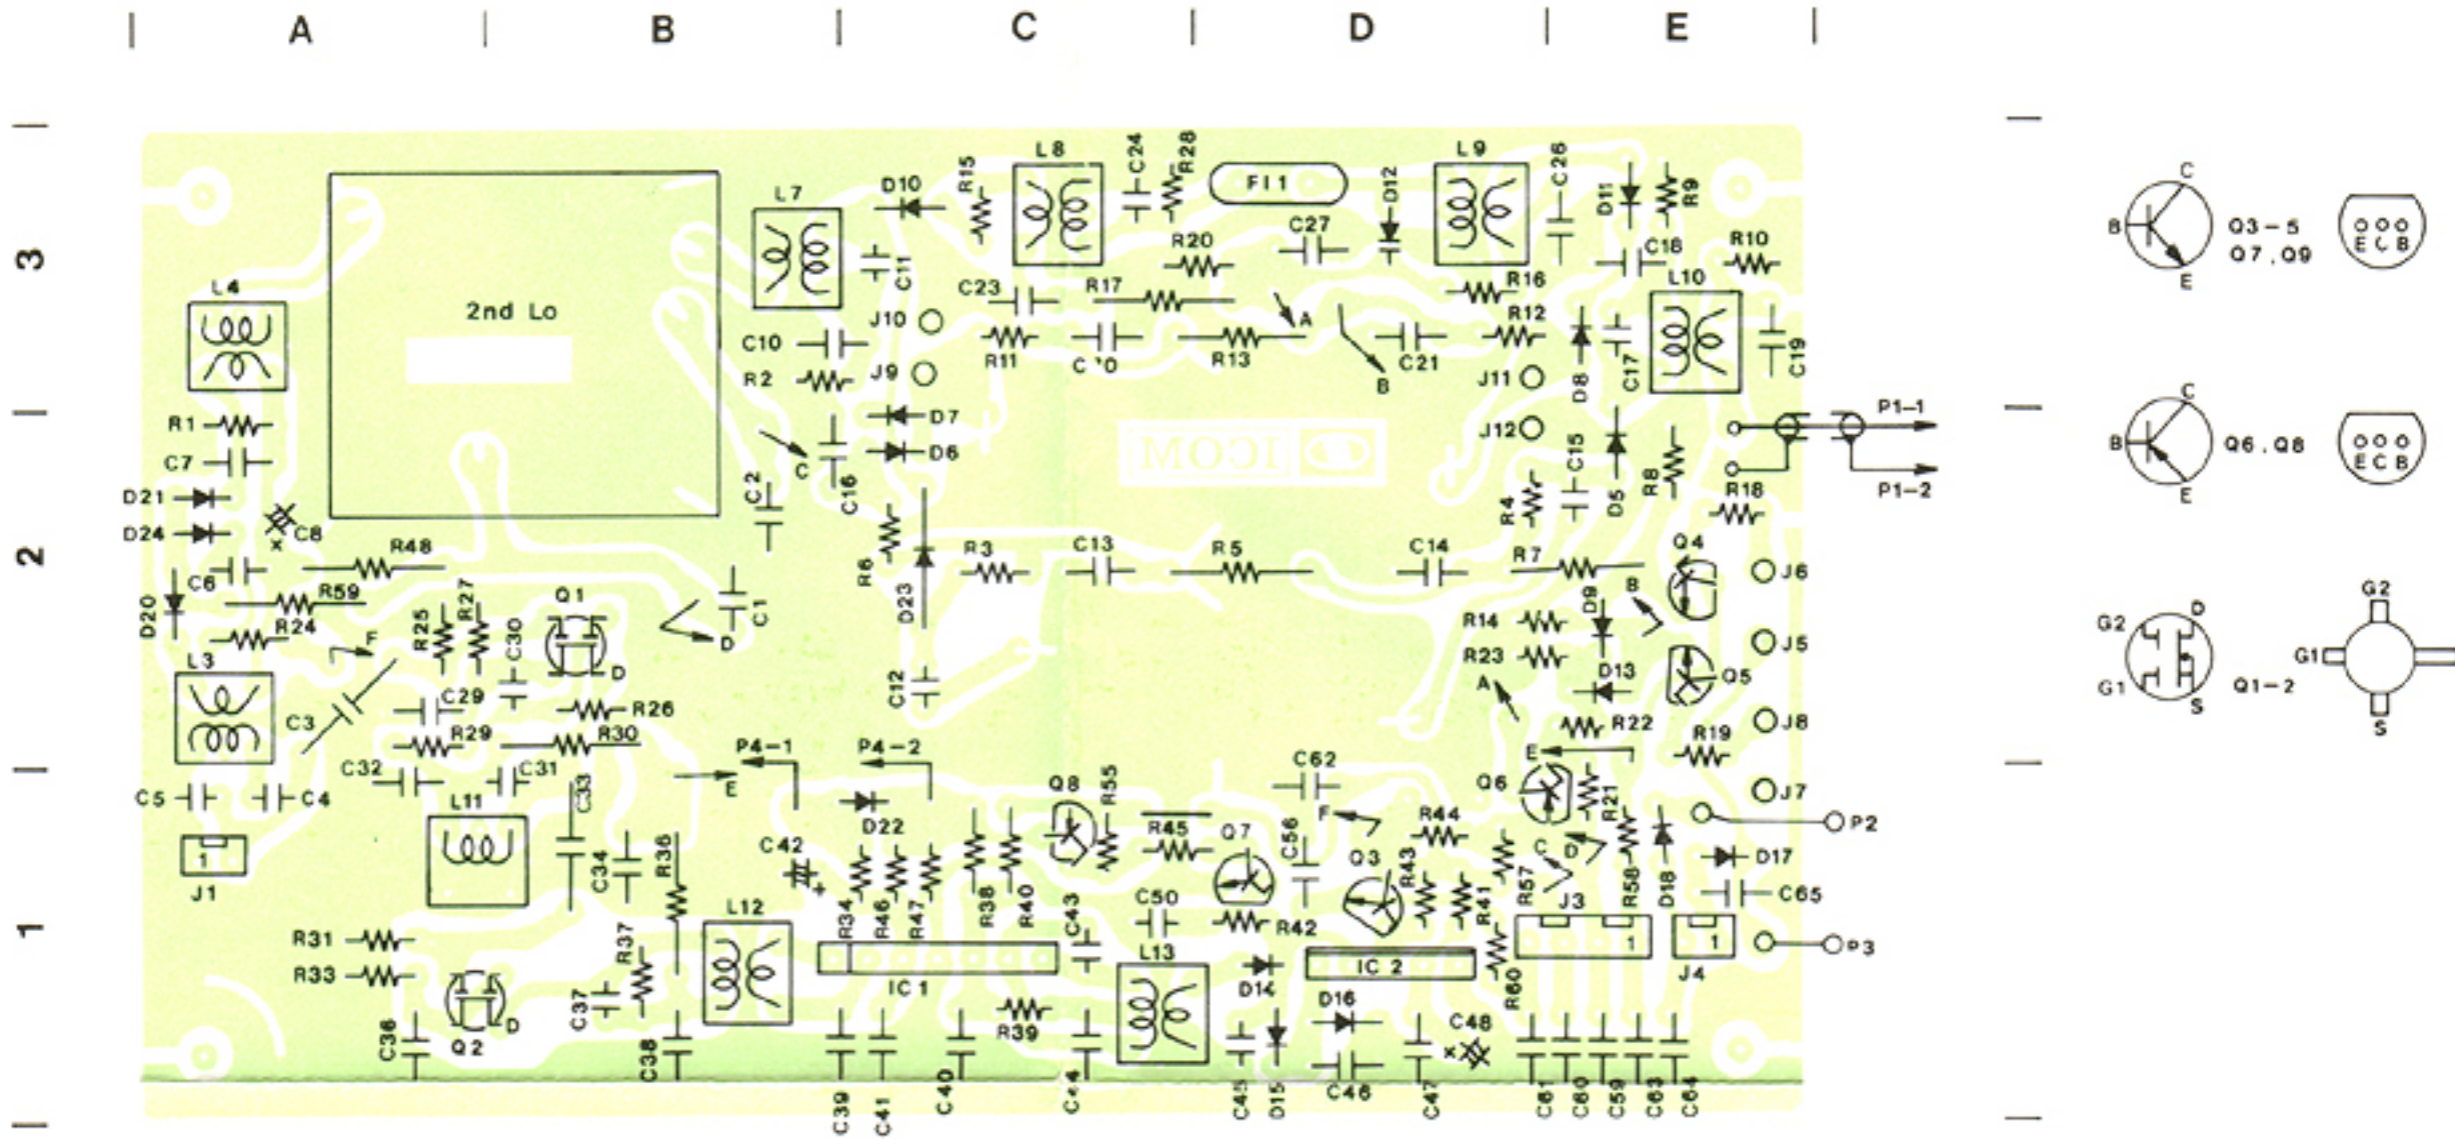 A B C D E
3
L7 D10 R15 L8 C24 R28 FI1 D12 L9 C26 D11 R9
C11 R20 C27 C18 R10
L4 2nd Lo C23 R17 R16 L10
J10 A R12
C10 R11 R13 C21 C17 C19
R2 J9 B J11 D8
C
B Q3-5
Q7,Q9 E B
E
2
R1 D7 J12 P1-1
C7 C D6 C15 R8
D21 C2 C16 R4 D5 R18 P1-2
D24 C8
R48 R6 R3 C13 R5 C14 R7 Q4
C6 J6
D20 R59 R27 Q1 C1 D23 D9 B
R24 R25 C30 R14
F D J5
L3 D R23 D13 Q5
C3 C29 R26 C12 A
R29 R30 R22 J8
P4-1 P4-2 E R19
C
B Q6,Q8 E C B
E
G2
G2 D
G1
G1 S Q1-2
S
1
C5 C4 C32 C31 C33 E Q8 R55 C62 Q6 R21 J7
L11 D22 R45 Q7 F R44 P2
1 C34 R36 C42 C56 Q3 R43 C D D17
J1 + R57 R58 D18 C65
L12 R34 R46 R47 R38 R40 C43 C50 R42 R41 J3
R31 R37 L13 1 1 P3
R33 IC1 IC2 J4
C37 D14 D16 R60
D R39 C48
C36 Q2 C38
C39 C41 C40 C44 C45 D15 C46 C47 C61 C60 C59 C63 C64
ICOM